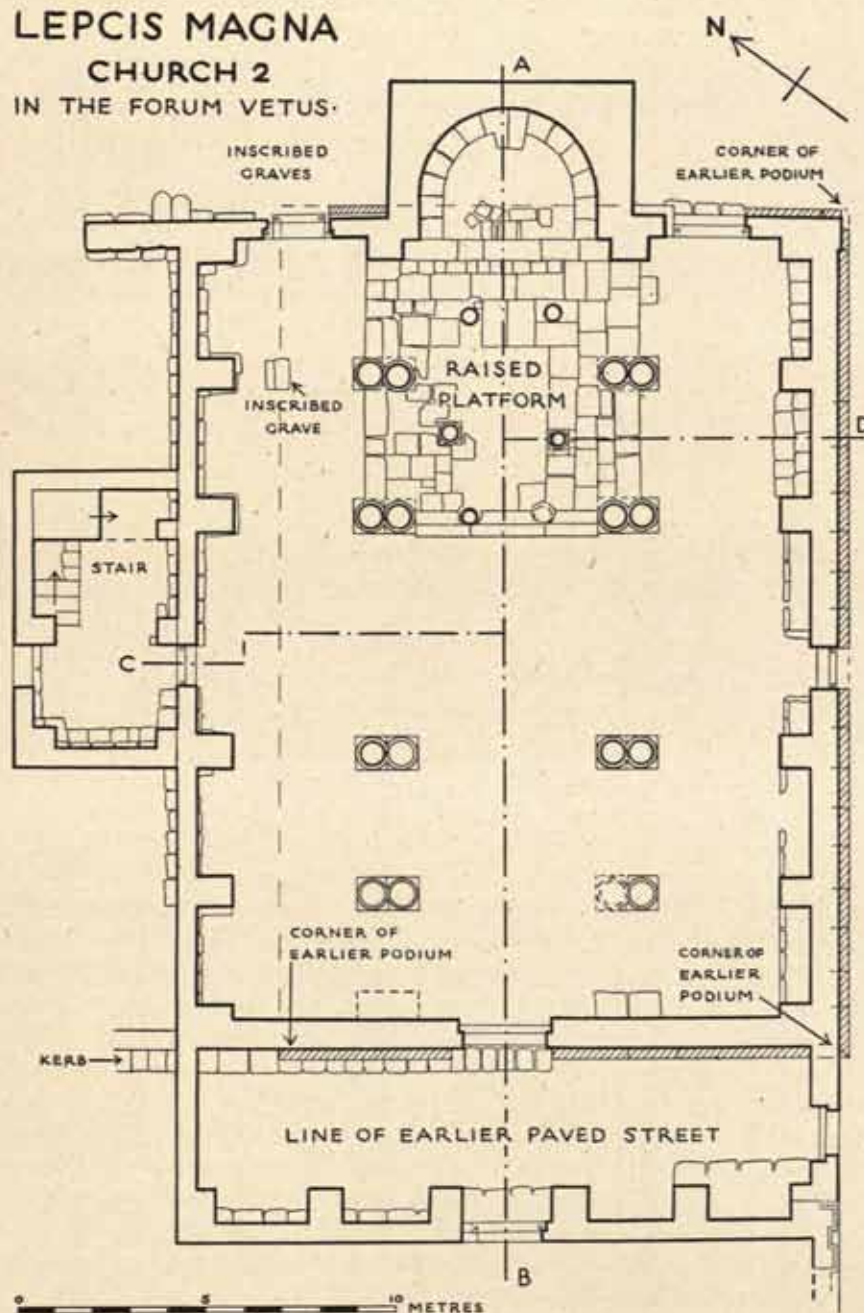 LEPCIS MAGNA
CHURCH 2
IN THE FORUM VETUS.
N
A
INSCRIBED
GRAVES
CORNER OF
EARLIER PODIUM
RAISED
PLATFORM
INSCRIBED
GRAVE
D
STAIR
C
CORNER OF
EARLIER PODIUM
CORNER OF
EARLIER
PODIUM
KERB
LINE OF EARLIER PAVED STREET
B
0 5 10 METRES